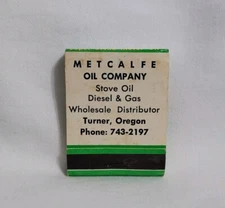 METCALFE
OIL COMPANY
Stove Oil
Diesel & Gas
Wholesale Distributor
Turner, Oregon
Phone: 743-2197